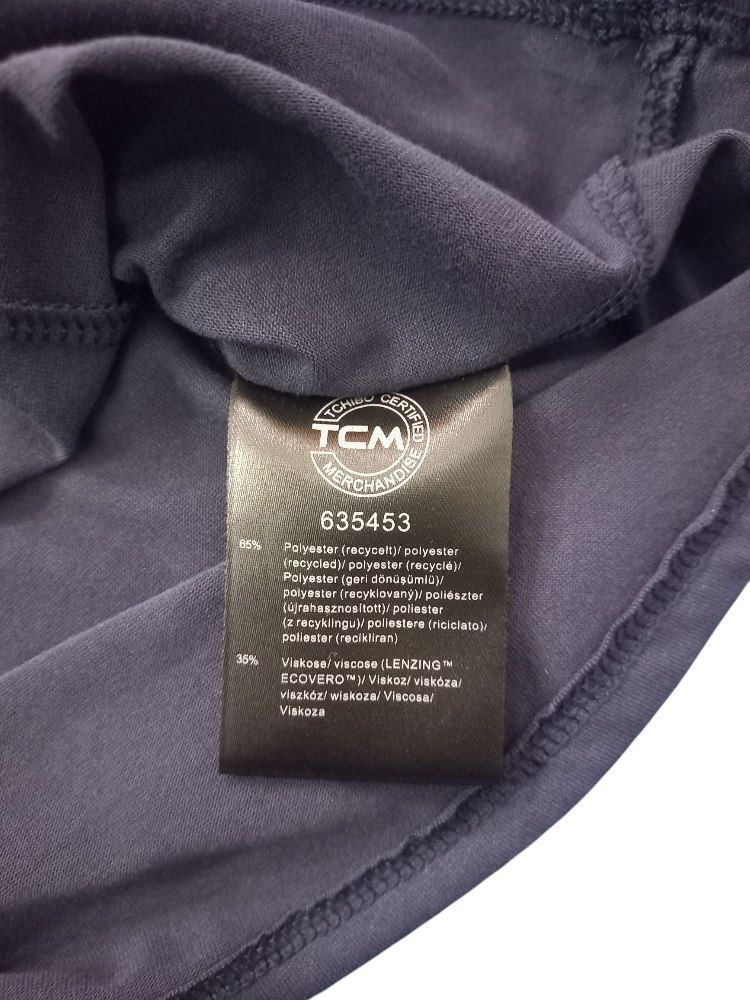 TCHIBO CERTIFIED
TCM
MERCHANDISE
635453
65% Polyester (recycelt)/ polyester
(recycled)/ polyester (recyclé)/
Polyester (geri dönüşümlü)/
polyester (recyklovaný)/ poliészter
(újrahasznosított)/ poliester
(z recyklingu)/ poliestere (riciclato)/
poliester (recikliran)
35% Viskose/ viscose (LENZING™
ECOVERO™)/ Viskoz/ viskóza/
viszkóz/ wiskoza/ Viscosa/
Viskoza